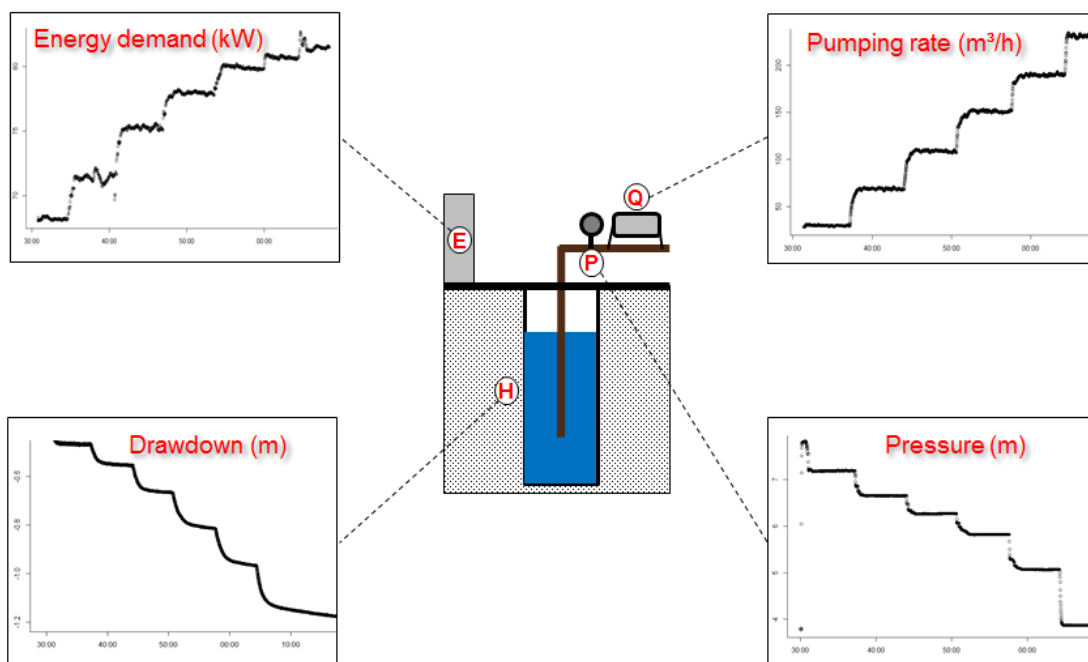 Energy demand (kW)
80
75
70
30:00 40:00 50:00 00:00
Pumping rate (m³/h)
200
150
100
50
30:00 40:00 50:00 00:00
Q
E
P
H
Drawdown (m)
-0.6
-0.8
-1.0
-1.2
30:00 40:00 50:00 00:00 10:00
Pressure (m)
7
6
5
4
30:00 40:00 50:00 00:00